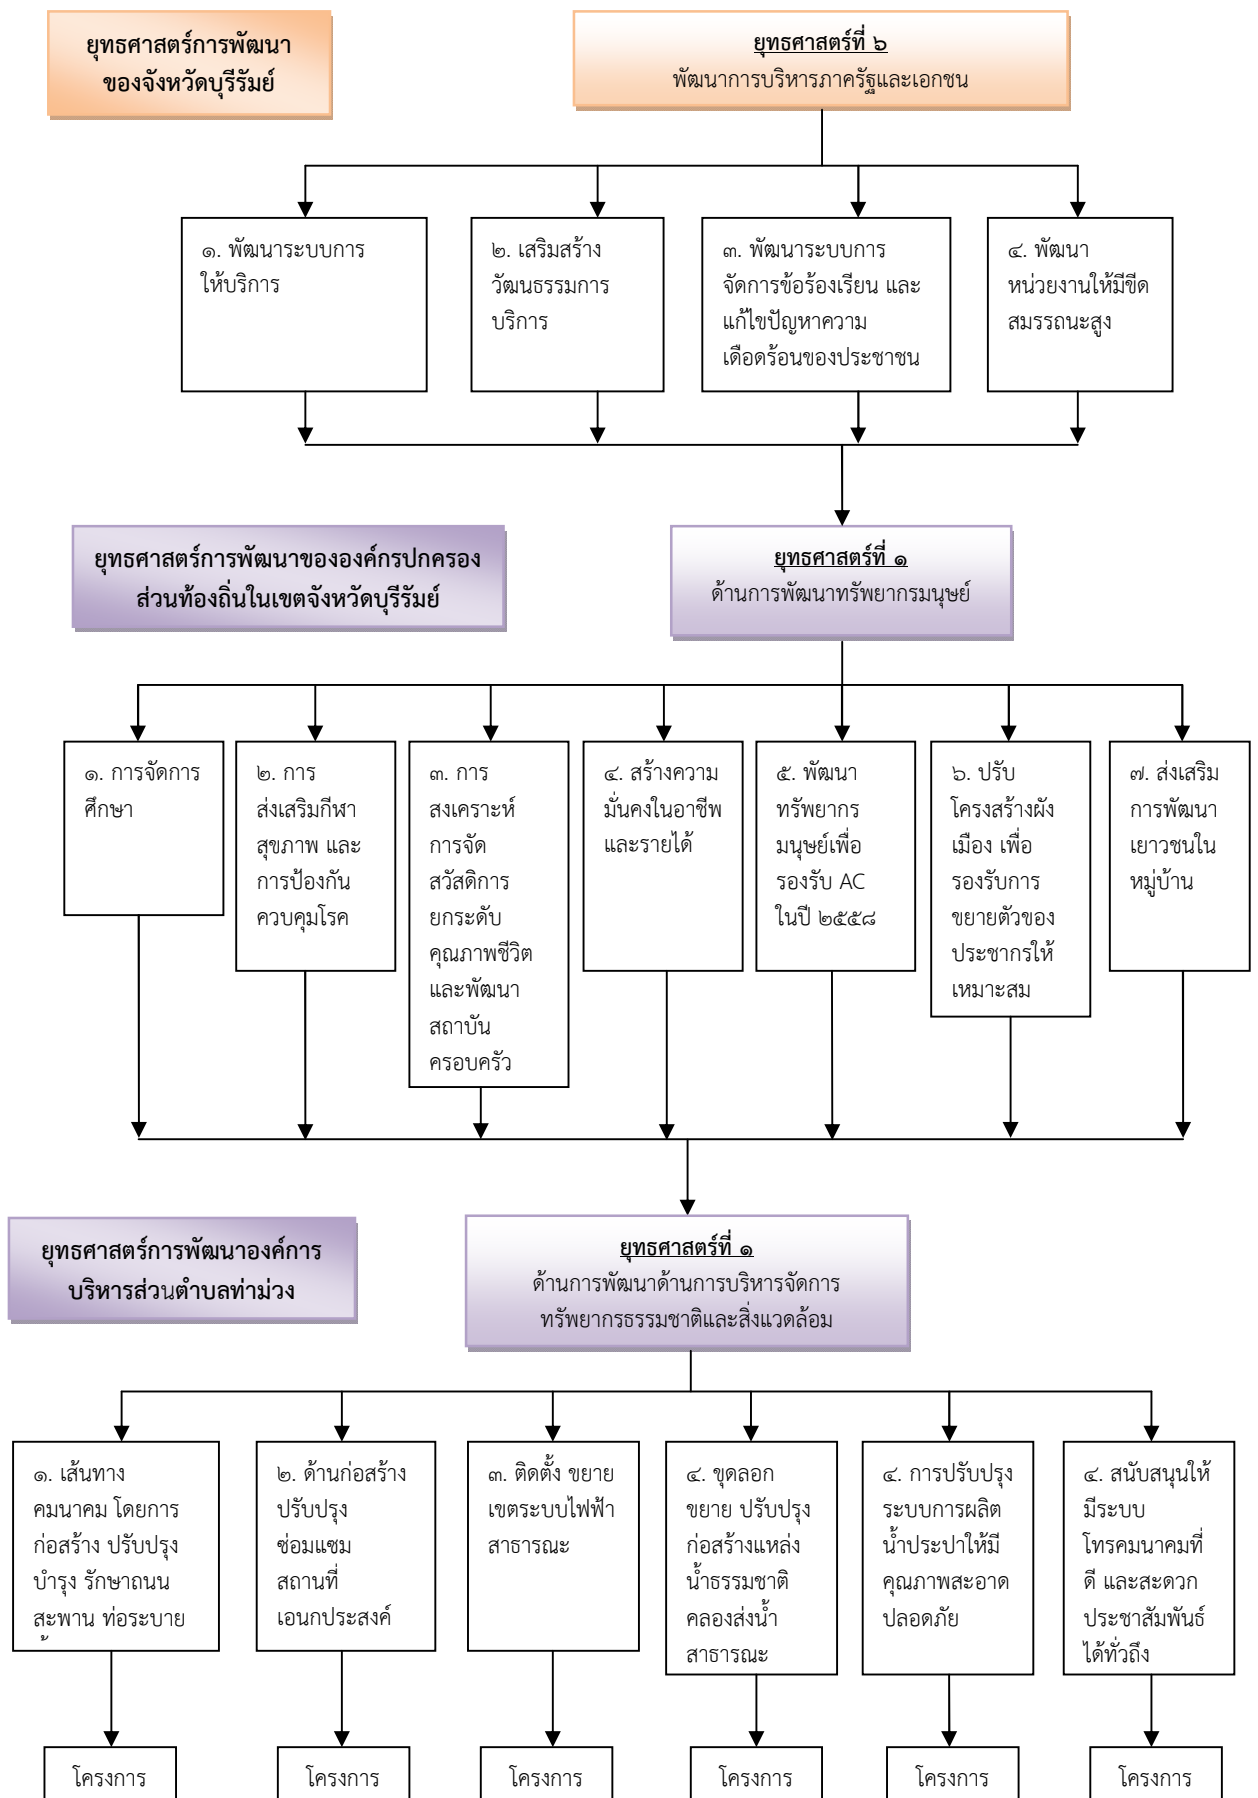 ยุทธศาสตร์การพัฒนา
ของจังหวัดบุรีรัมย์
ยุทธศาสตร์ที่ ๖
พัฒนาการบริหารภาครัฐและเอกชน
๑. พัฒนาระบบการ
ให้บริการ
๒. เสริมสร้าง
วัฒนธรรมการ
บริการ
๓. พัฒนาระบบการ
จัดการข้อร้องเรียน และ
แก้ไขปัญหาความ
เดือดร้อนของประชาชน
๔. พัฒนา
หน่วยงานให้มีขีด
สมรรถนะสูง
ยุทธศาสตร์การพัฒนาขององค์กรปกครอง
ส่วนท้องถิ่นในเขตจังหวัดบุรีรัมย์
ยุทธศาสตร์ที่ ๑
ด้านการพัฒนาทรัพยากรมนุษย์
๑. การจัดการ
ศึกษา
๒. การ
ส่งเสริมกีฬา
สุขภาพ และ
การป้องกัน
ควบคุมโรค
๓. การ
สงเคราะห์
การจัด
สวัสดิการ
ยกระดับ
คุณภาพชีวิต
และพัฒนา
สถาบัน
ครอบครัว
๔. สร้างความ
มั่นคงในอาชีพ
และรายได้
๕. พัฒนา
ทรัพยากร
มนุษย์เพื่อ
รองรับ AC
ในปี ๒๕๕๘
๖. ปรับ
โครงสร้างผัง
เมือง เพื่อ
รองรับการ
ขยายตัวของ
ประชากรให้
เหมาะสม
๗. ส่งเสริม
การพัฒนา
เยาวชนใน
หมู่บ้าน
ยุทธศาสตร์การพัฒนาองค์การ
บริหารส่วนตำบลท่าม่วง
ยุทธศาสตร์ที่ ๑
ด้านการพัฒนาด้านการบริหารจัดการ
ทรัพยากรธรรมชาติและสิ่งแวดล้อม
๑. เส้นทาง
คมนาคม โดยการ
ก่อสร้าง ปรับปรุง
บำรุง รักษาถนน
สะพาน ท่อระบาย
๒. ด้านก่อสร้าง
ปรับปรุง
ซ่อมแซม
สถานที่
เอนกประสงค์
๓. ติดตั้ง ขยาย
เขตระบบไฟฟ้า
สาธารณะ
๔. ขุดลอก
ขยาย ปรับปรุง
ก่อสร้างแหล่ง
น้ำธรรมชาติ
คลองส่งน้ำ
สาธารณะ
๔. การปรับปรุง
ระบบการผลิต
น้ำประปาให้มี
คุณภาพสะอาด
ปลอดภัย
๔. สนับสนุนให้
มีระบบ
โทรคมนาคมที่
ดี และสะดวก
ประชาสัมพันธ์
ได้ทั่วถึง
โครงการ
โครงการ
โครงการ
โครงการ
โครงการ
โครงการ